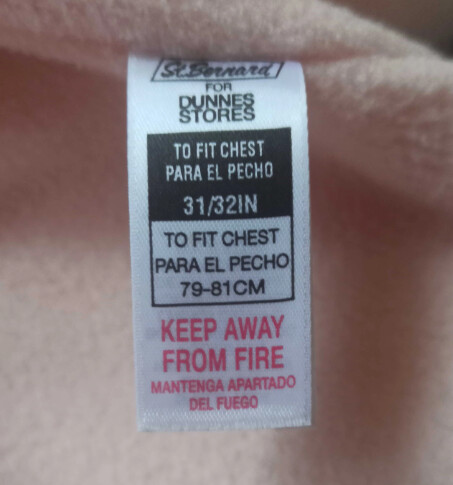 St. Bernard
FOR
DUNNES
STORES
TO FIT CHEST
PARA EL PECHO
31/32IN
TO FIT CHEST
PARA EL PECHO
79-81CM
KEEP AWAY
FROM FIRE
MANTENGA APARTADO
DEL FUEGO